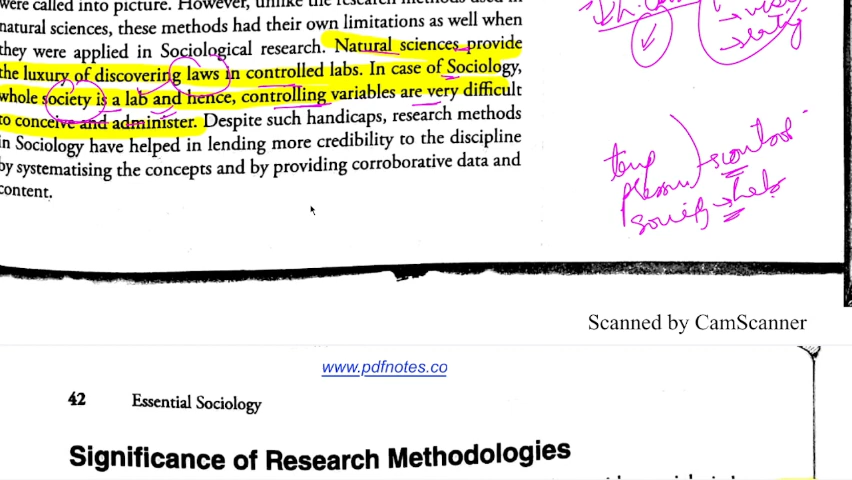 were called into picture. However, unlike the research methods used in
natural sciences, these methods had their own limitations as well when
they were applied in Sociological research. Natural sciences provide
the luxury of discovering laws in controlled labs. In case of Sociology,
whole society is a lab and hence, controlling variables are very difficult
to conceive and administer. Despite such handicaps, research methods
in Sociology have helped in lending more credibility to the discipline
by systematising the concepts and by providing corroborative data and
content.
temp
control
society → lab
Scanned by CamScanner
www.pdfnotes.co
42 Essential Sociology
Significance of Research Methodologies